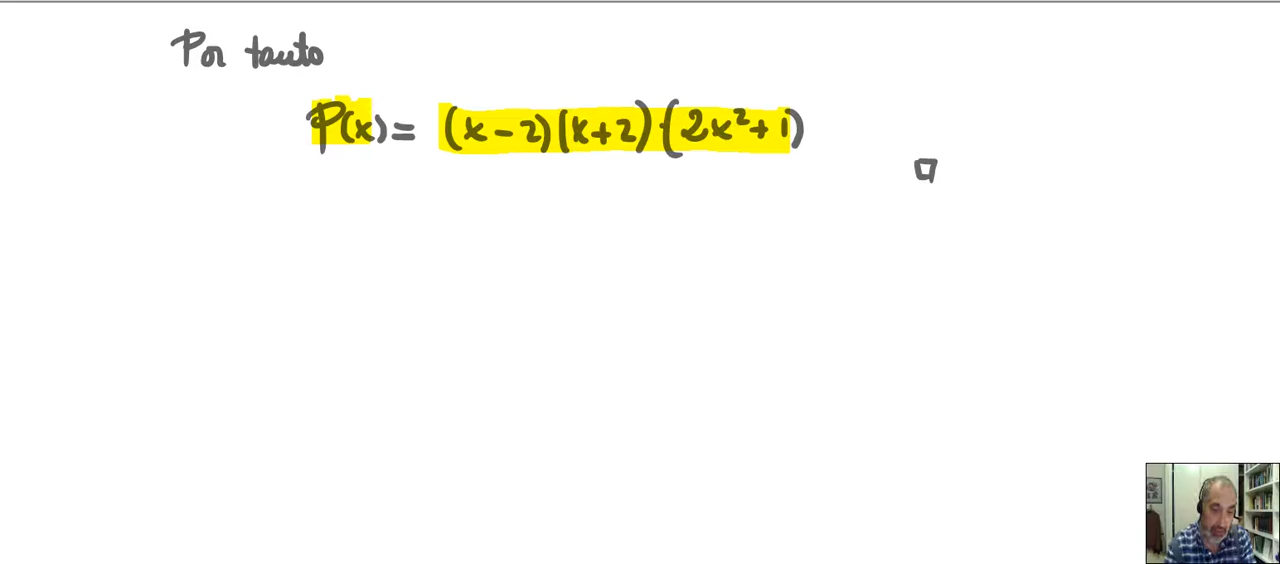 Por tanto
P(x) = (x-2)(x+2)·(2x²+1)